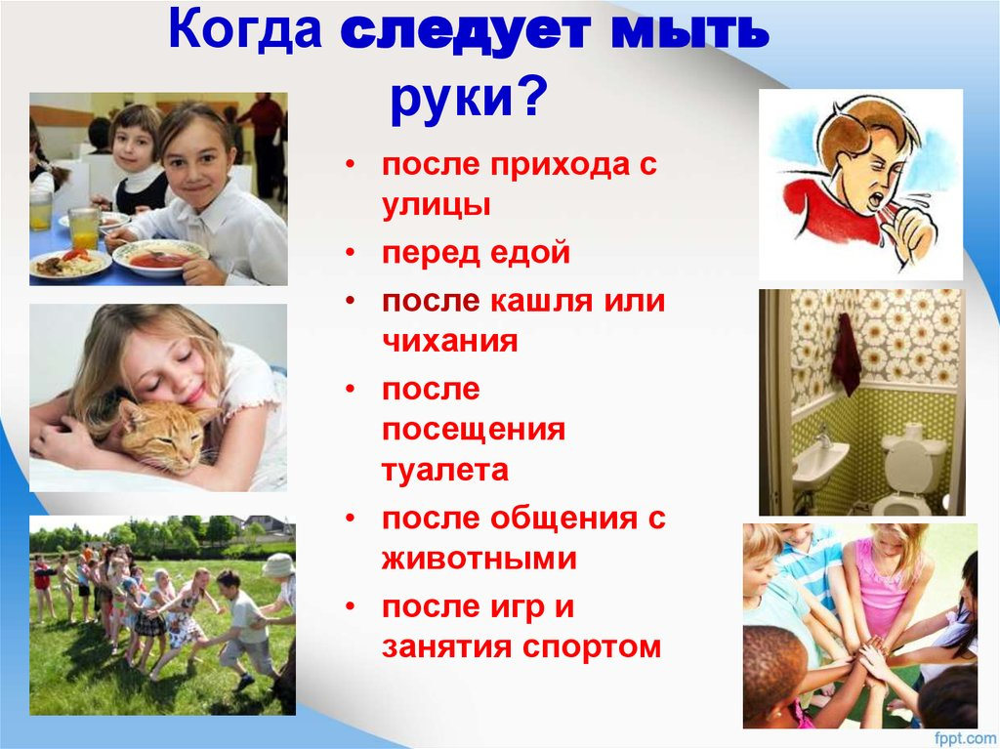 Когда следует мыть
руки?
• после прихода с
улицы
• перед едой
• после кашля или
чихания
• после
посещения
туалета
• после общения с
животными
• после игр и
занятия спортом
fppt.com